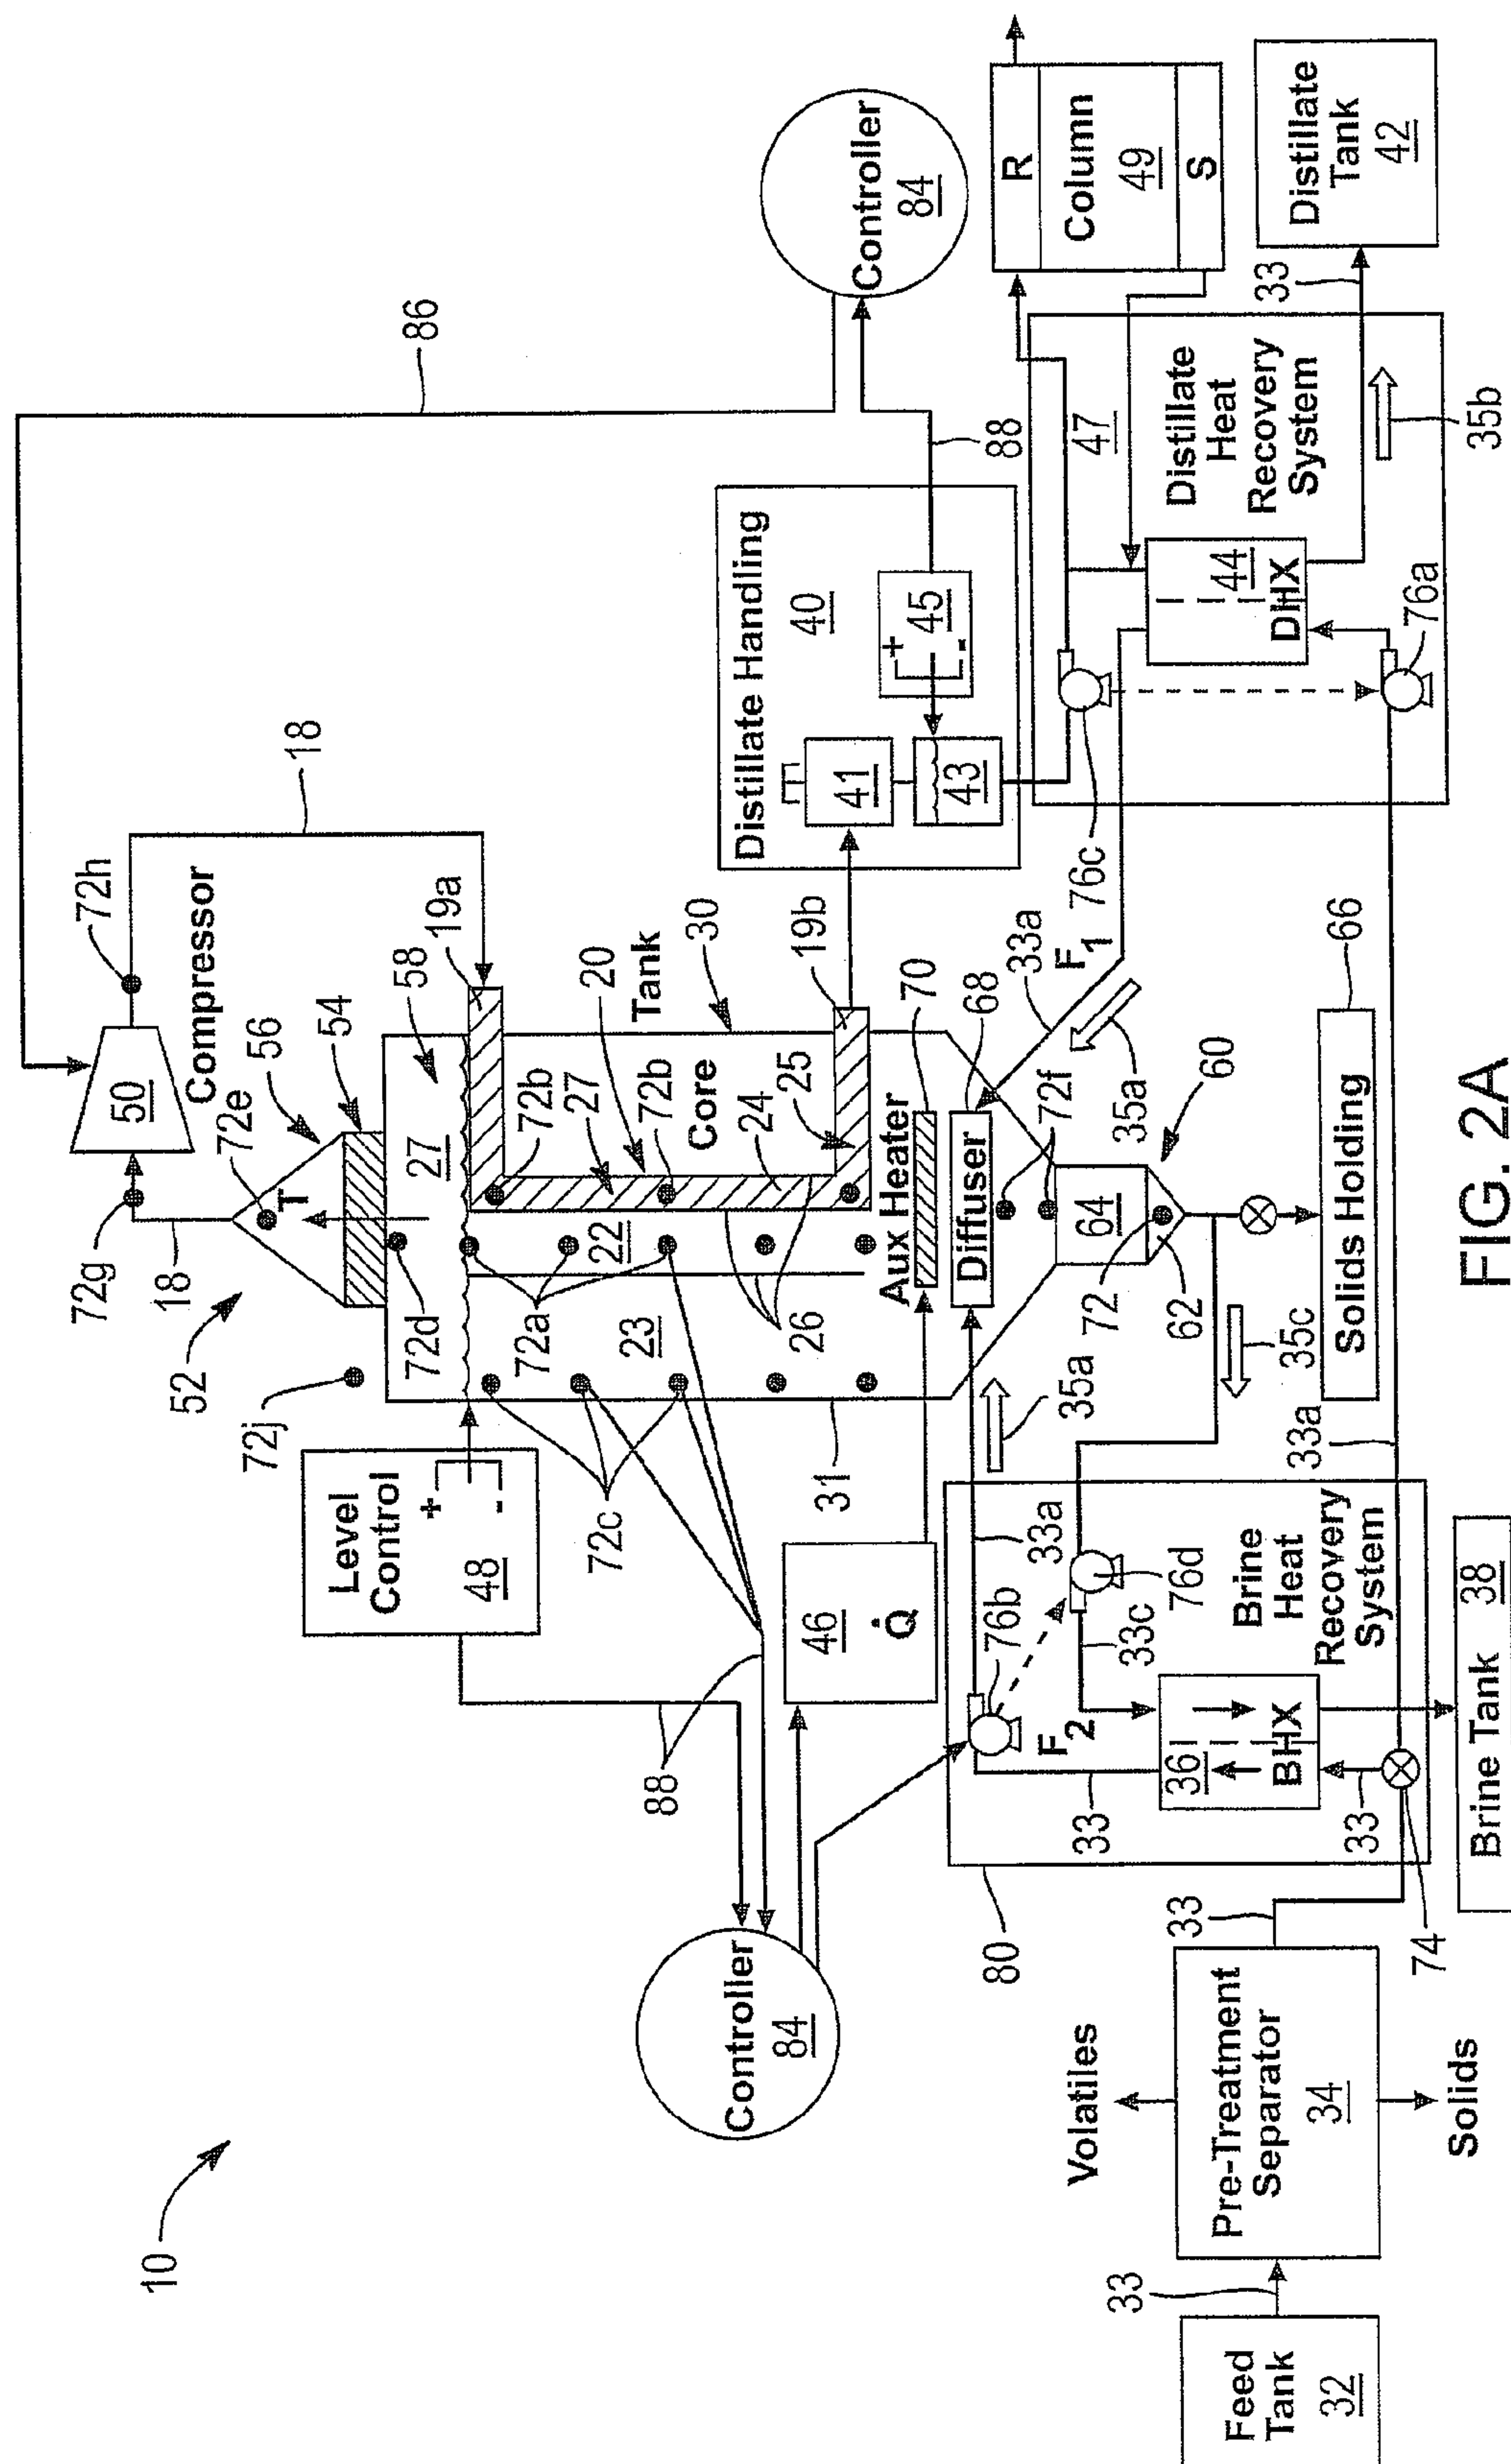 10
Feed
Tank
32
33
Pre-Treatment
Separator
34
Volatiles
Solids
33
74
80
Controller
84
88
Level
Control
+
-
48
72j
52
18
72g
72e
T
56
54
50
Compressor
72h
18
86
58
27
72d
19a
72b
27
20
72b
Core
Tank
30
24
25
22
72a
23
26
72c
31
46
Q̇
Aux Heater
70
19b
Diffuser
68
72f
33a
F1
35a
35a
60
64
72
62
35c
Solids Holding
66
33a
33a
76b
76d
33c
F2
33
36
BHX
33
Brine
Heat
Recovery
System
Brine Tank
38
Distillate Handling
40
41
43
+
-
45
88
Controller
84
76c
47
R
Column
49
S
44
DHX
76a
Distillate
Heat
Recovery
System
33
35b
Distillate
Tank
42
FIG. 2A